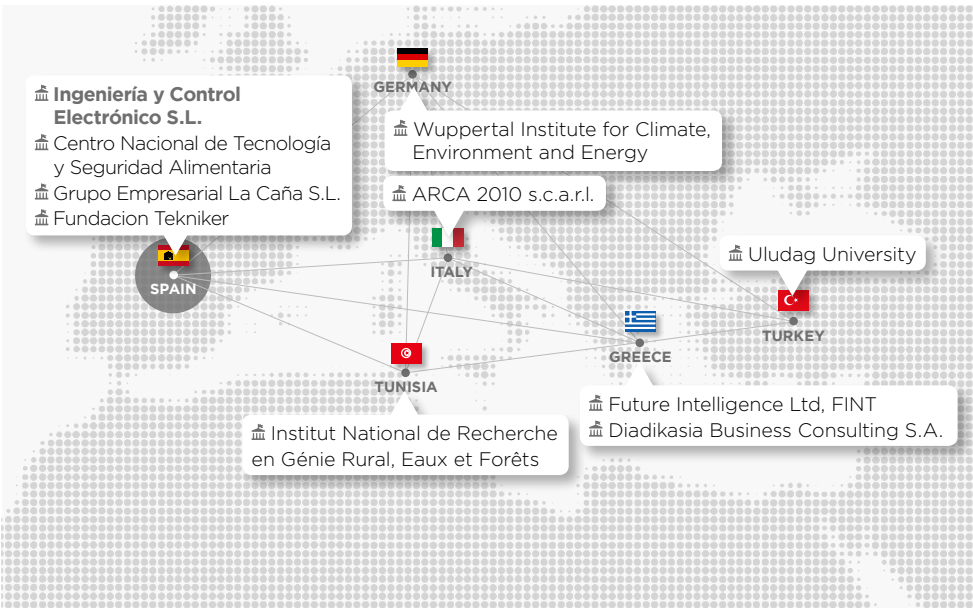 GERMANY
Ingeniería y Control
Electrónico S.L.
Centro Nacional de Tecnología
y Seguridad Alimentaria
Grupo Empresarial La Caña S.L.
Fundacion Tekniker
Wuppertal Institute for Climate,
Environment and Energy
ARCA 2010 s.c.a.r.l.
Uludag University
ITALY
SPAIN
TURKEY
GREECE
TUNISIA
Future Intelligence Ltd, FINT
Diadikasia Business Consulting S.A.
Institut National de Recherche
en Génie Rural, Eaux et Forêts